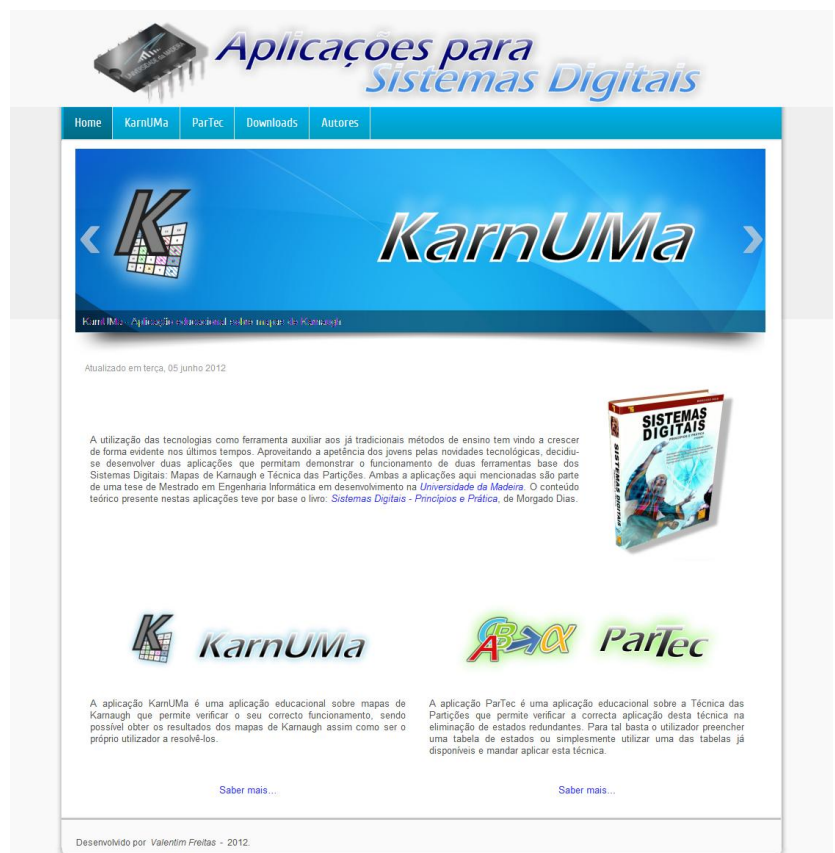 UNIVERSIDADE da MADEIRA
Aplicações para
Sistemas Digitais
Home KarnUMa ParTec Downloads Autores
K
KarnUMa
KarnUMa - Aplicação educacional sobre mapas de Karnaugh
Atualizado em terça, 05 junho 2012
A utilização das tecnologias como ferramenta auxiliar aos já tradicionais métodos de ensino tem vindo a crescer
de forma evidente nos últimos tempos. Aproveitando a apetência dos jovens pelas novidades tecnológicas, decidiu-
se desenvolver duas aplicações que permitam demonstrar o funcionamento de duas ferramentas base dos
Sistemas Digitais: Mapas de Karnaugh e Técnica das Partições. Ambas a aplicações aqui mencionadas são parte
de uma tese de Mestrado em Engenharia Informática em desenvolvimento na Universidade da Madeira. O conteúdo
teórico presente nestas aplicações teve por base o livro: Sistemas Digitais - Princípios e Prática, de Morgado Dias.
SISTEMAS
DIGITAIS
SISTEMAS DIGITAIS
K KarnUMa
ABC→α ParTec
A aplicação KarnUMa é uma aplicação educacional sobre mapas de
Karnaugh que permite verificar o seu correcto funcionamento, sendo
possível obter os resultados dos mapas de Karnaugh assim como ser o
próprio utilizador a resolvê-los.
Saber mais...
A aplicação ParTec é uma aplicação educacional sobre a Técnica das
Partições que permite verificar a correcta aplicação desta técnica na
eliminação de estados redundantes. Para tal basta o utilizador preencher
uma tabela de estados ou simplesmente utilizar uma das tabelas já
disponíveis e mandar aplicar esta técnica.
Saber mais...
Desenvolvido por Valentim Freitas - 2012.